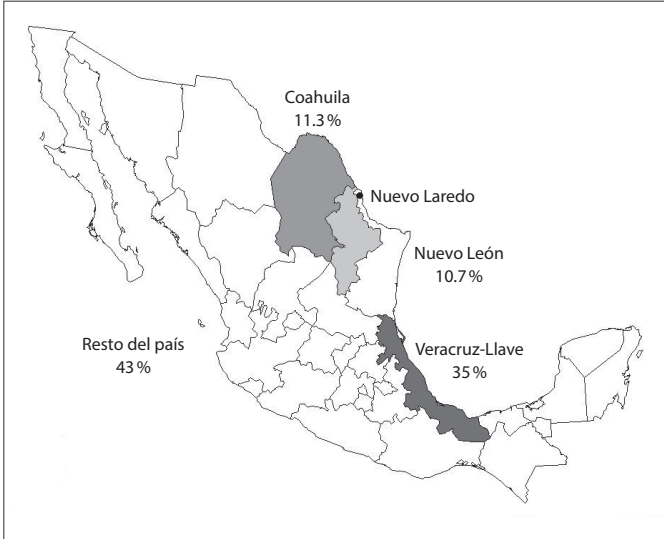 Coahuila
11.3 %
Nuevo Laredo
Nuevo León
10.7 %
Resto del país
43 %
Veracruz-Llave
35 %